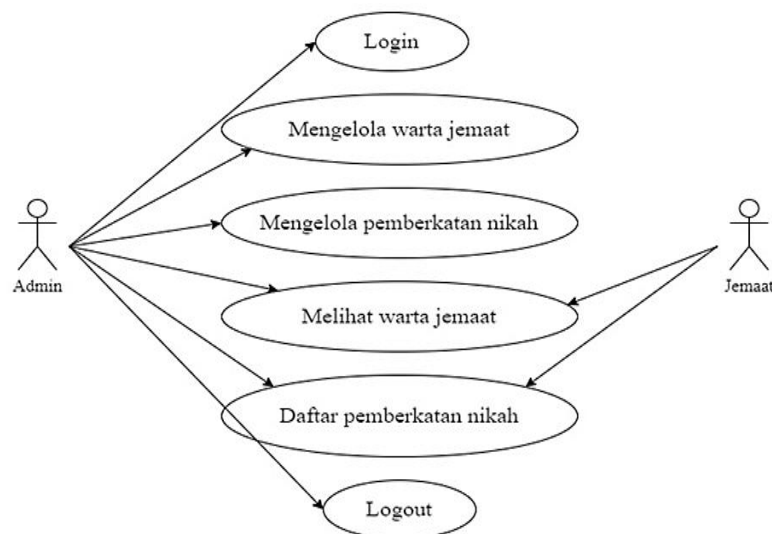 Login
Mengelola warta jemaat
Mengelola pemberkatan nikah
Admin
Jemaat
Melihat warta jemaat
Daftar pemberkatan nikah
Logout